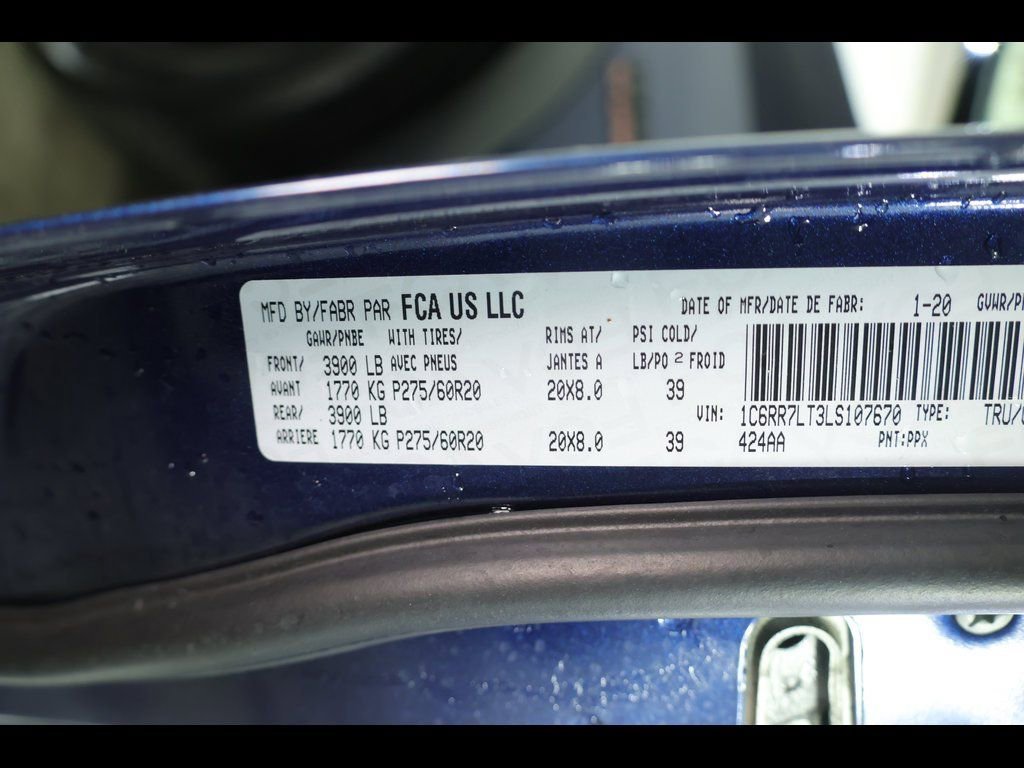 MFD BY/FABR PAR FCA US LLC DATE OF MFR/DATE DE FABR: 1-20
GAWR/PNBE WITH TIRES/ RIMS AT/ PSI COLD/
FRONT/ 3900 LB AVEC PNEUS JANTES A LB/PO 2 FROID
AVANT 1770 KG P275/60R20 20X8.0 39
REAR/ 3900 LB VIN: 1C6RR7LT3LS107670 TYPE:
ARRIERE 1770 KG P275/60R20 20X8.0 39 424AA PNT:PPX